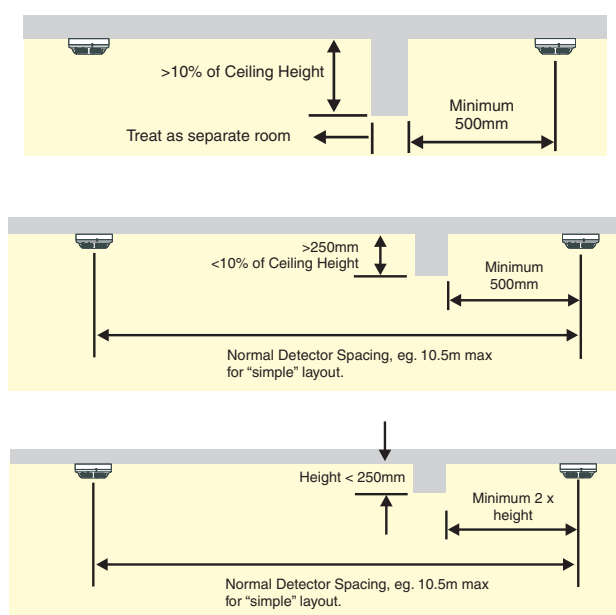 >10% of Ceiling Height
Minimum
500mm
Treat as separate room
>250mm
<10% of Ceiling Height
Minimum
500mm
Normal Detector Spacing, eg. 10.5m max
for “simple” layout.
Height < 250mm
Minimum 2 x
height
Normal Detector Spacing, eg. 10.5m max
for “simple” layout.